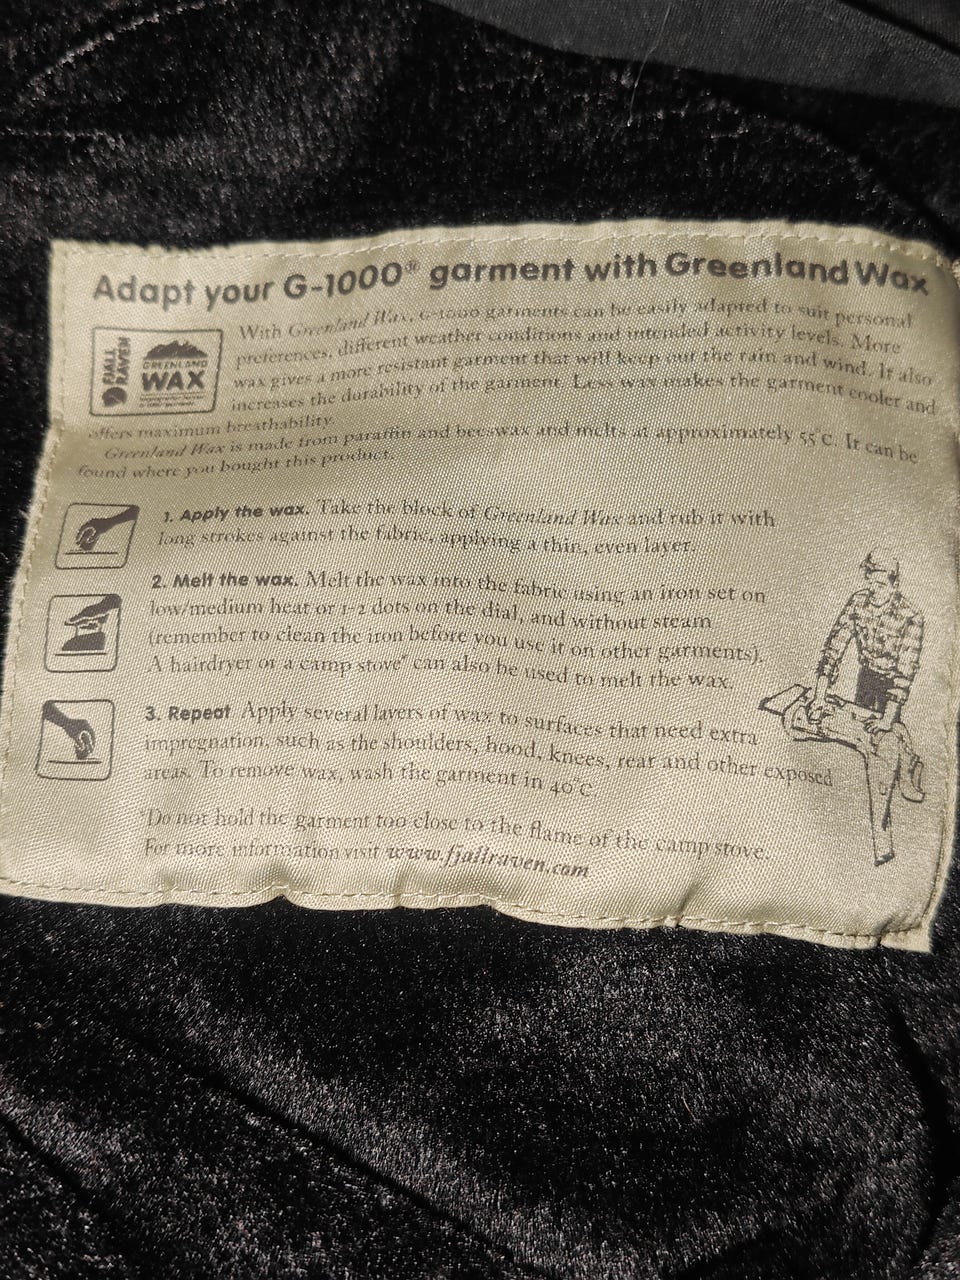 Adapt your G-1000® garment with Greenland Wax
FJÄLL
RÄVEN
GREENLAND
WAX
With Greenland Wax, G-1000 garments can be easily adapted to suit personal
preferences, different weather conditions and intended activity levels. More
wax gives a more resistant garment that will keep out the rain and wind. It also
increases the durability of the garment. Less wax makes the garment cooler and
offers maximum breathability.
Greenland Wax is made from paraffin and beeswax and melts at approximately 55°C. It can be
found where you bought this product.
1. Apply the wax. Take the block of Greenland Wax and rub it with
long strokes against the fabric, applying a thin, even layer.
2. Melt the wax. Melt the wax into the fabric using an iron set on
low/medium heat or 1-2 dots on the dial, and without steam
(remember to clean the iron before you use it on other garments).
A hairdryer or a camp stove* can also be used to melt the wax.
3. Repeat Apply several layers of wax to surfaces that need extra
impregnation, such as the shoulders, hood, knees, rear and other exposed
areas. To remove wax, wash the garment in 40°C.
*Do not hold the garment too close to the flame of the camp stove.
For more information visit www.fjallraven.com